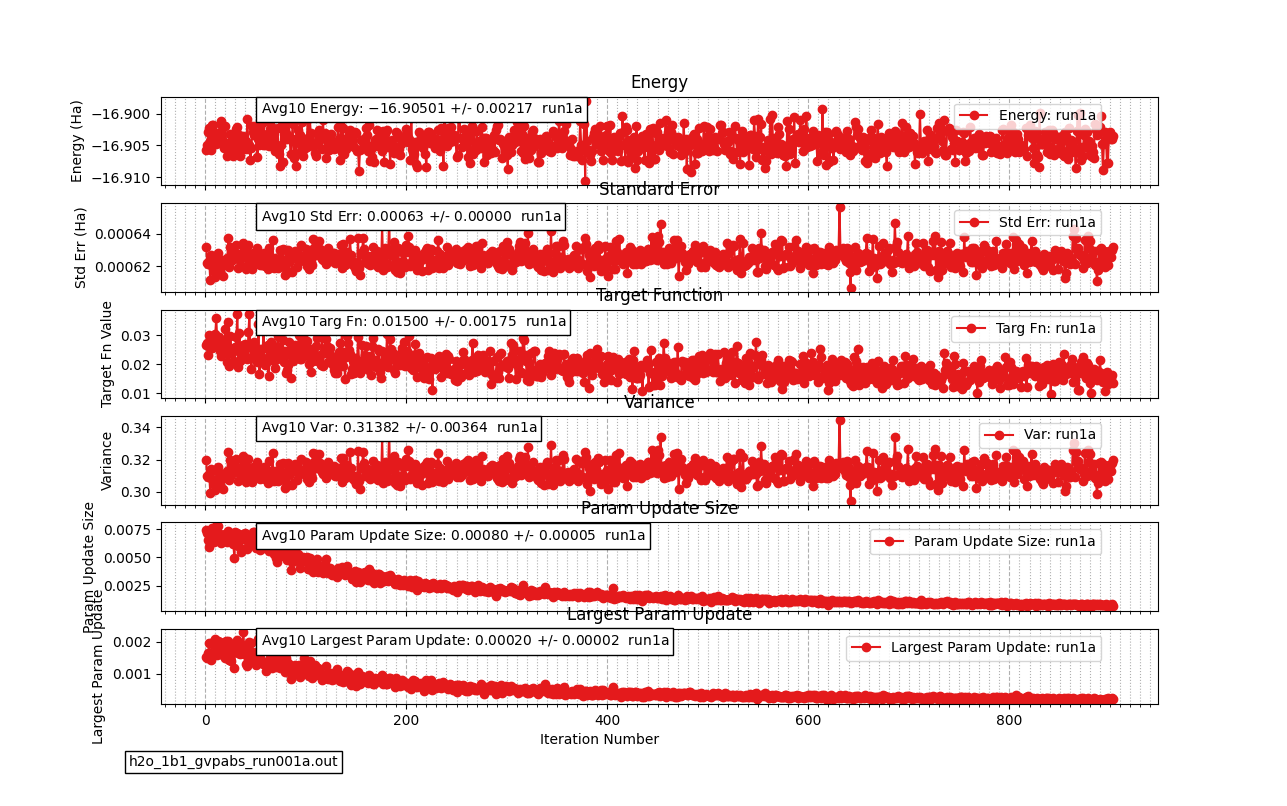 Energy
Energy (Ha)
−16.900
−16.905
−16.910
Avg10 Energy: −16.90501 +/- 0.00217 run1a
Energy: run1a
Standard Error
Std Err (Ha)
0.00064
0.00062
Avg10 Std Err: 0.00063 +/- 0.00000 run1a
Std Err: run1a
Target Function
Target Fn Value
0.03
0.02
0.01
Avg10 Targ Fn: 0.01500 +/- 0.00175 run1a
Targ Fn: run1a
Variance
Variance
0.34
0.32
0.30
Avg10 Var: 0.31382 +/- 0.00364 run1a
Var: run1a
Param Update Size
Param Update Size
0.0075
0.0050
0.0025
Avg10 Param Update Size: 0.00080 +/- 0.00005 run1a
Param Update Size: run1a
Largest Param Update
Largest Param Update
0.002
0.001
Avg10 Largest Param Update: 0.00020 +/- 0.00002 run1a
Largest Param Update: run1a
0 200 400 600 800
Iteration Number
h2o_1b1_gvpabs_run001a.out